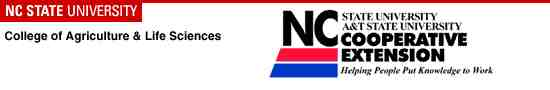 NC STATE UNIVERSITY
College of Agriculture & Life Sciences
NC STATE UNIVERSITY
A&T STATE UNIVERSITY
COOPERATIVE
EXTENSION
Helping People Put Knowledge to Work